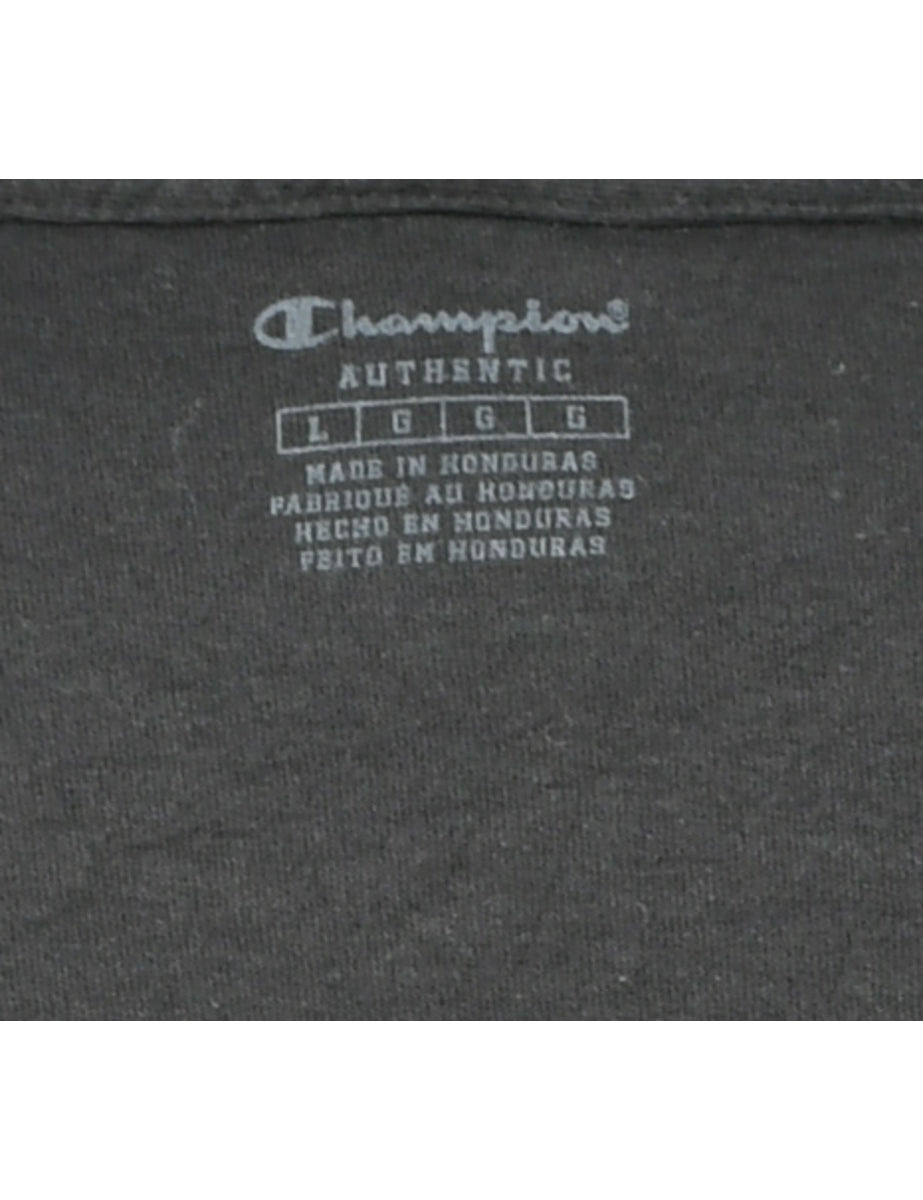 Champion®
AUTHENTIC
L G G G
MADE IN HONDURAS
FABRIQUÉ AU HONDURAS
HECHO EN HONDURAS
FEITO EM HONDURAS